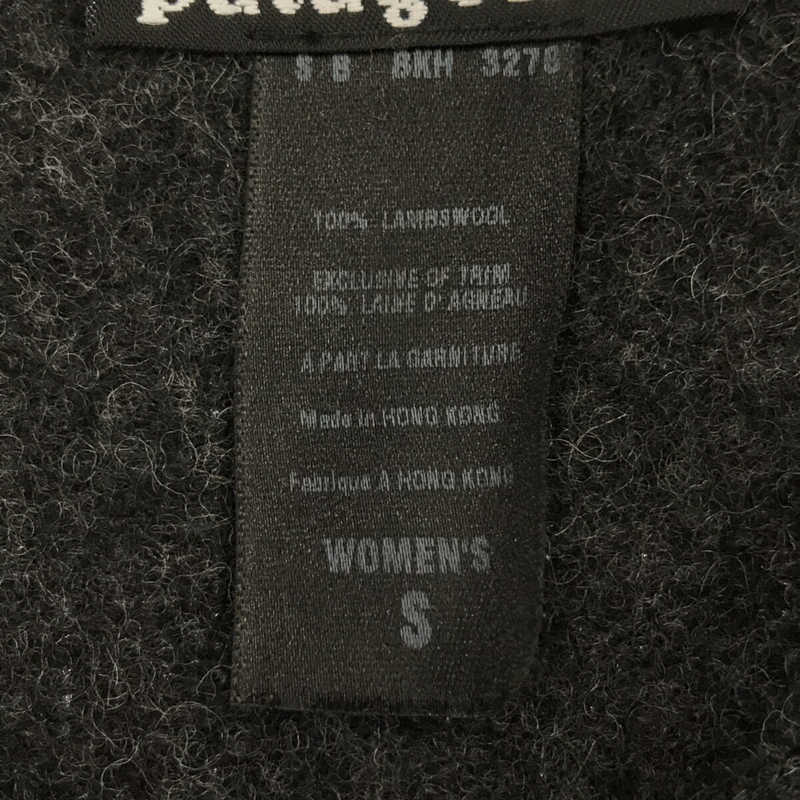 S B BKH 3276
100% LAMBSWOOL
EXCLUSIVE OF TRIM
100% LAINE D'AGNEAU
A PART LA GARNITURE
Made in HONG KONG
Fabrique A HONG KONG
WOMEN'S
S